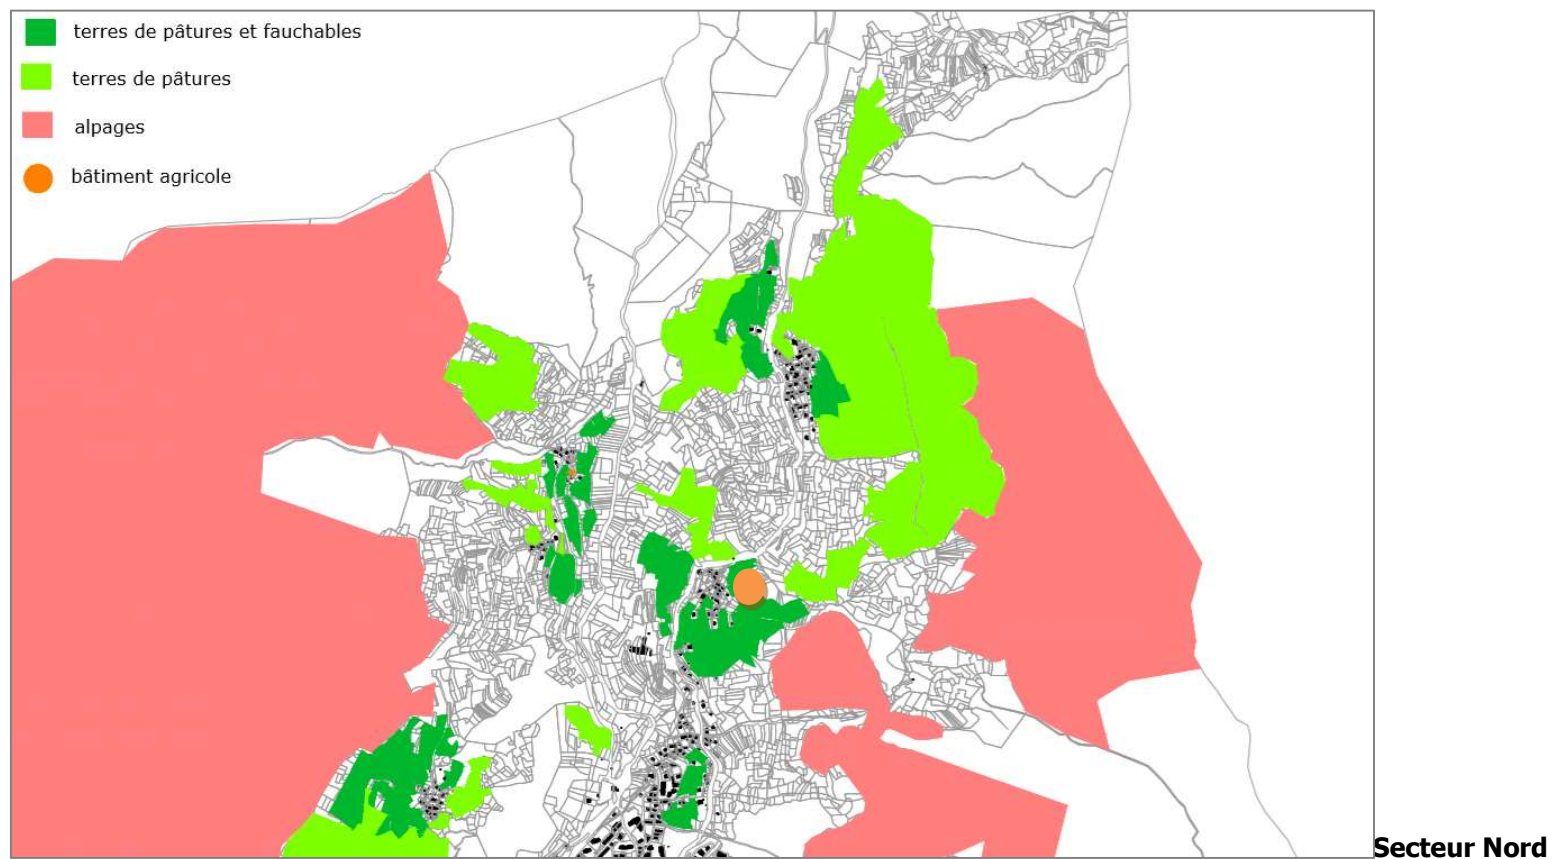 terres de pâtures et fauchables
terres de pâtures
alpages
bâtiment agricole
Secteur Nord